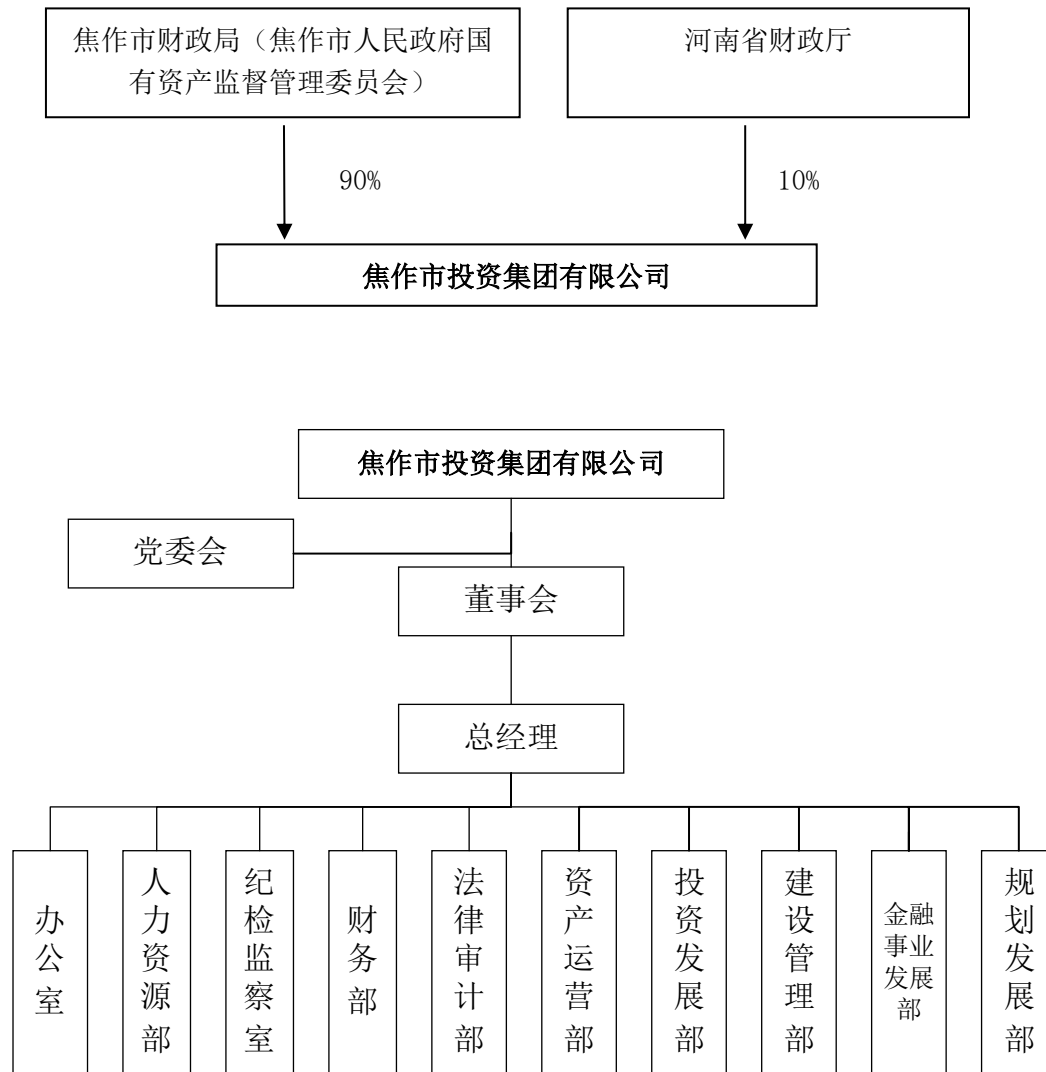 焦作市财政局（焦作市人民政府国
有资产监督管理委员会）
河南省财政厅
90%
10%
焦作市投资集团有限公司
焦作市投资集团有限公司
党委会
董事会
总经理
办公室
人力资源部
纪检监察室
财务部
法律审计部
资产运营部
投资发展部
建设管理部
金融
事业
发展
部
规划发展部